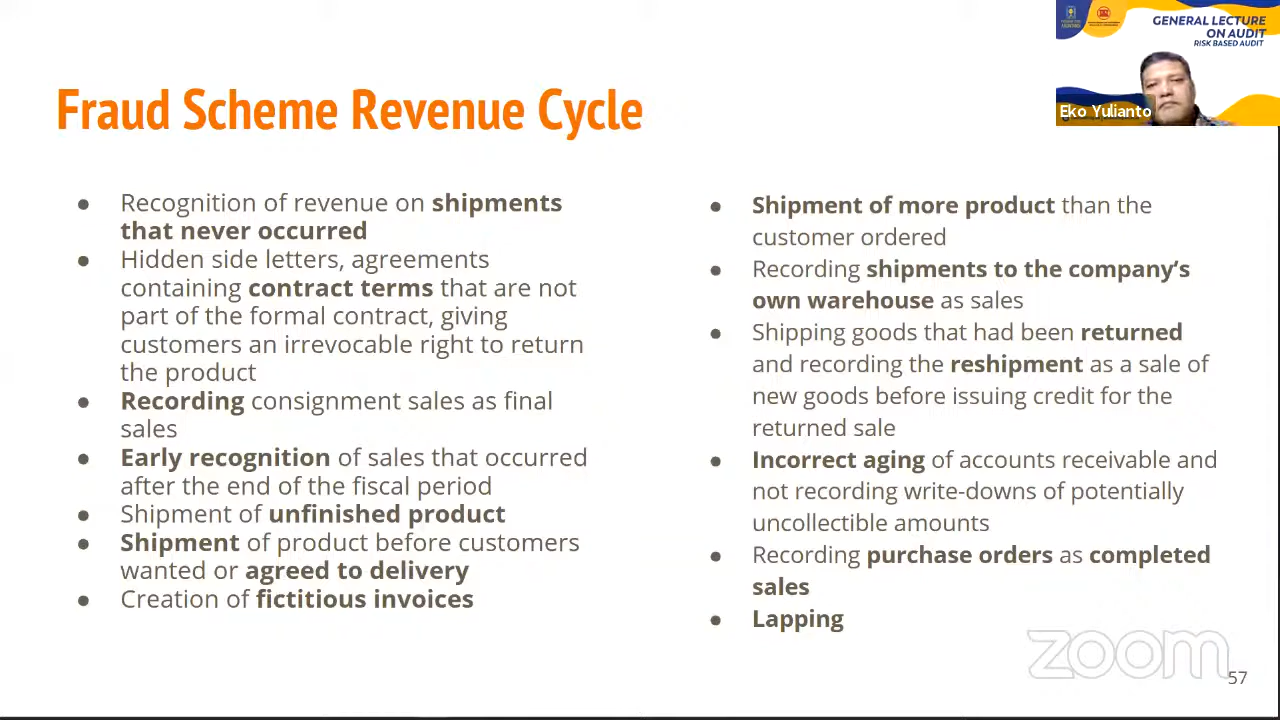 GENERAL LECTURE
ON AUDIT
RISK BASED AUDIT
Eko Yulianto
Fraud Scheme Revenue Cycle
● Recognition of revenue on shipments
that never occurred
● Hidden side letters, agreements
containing contract terms that are not
part of the formal contract, giving
customers an irrevocable right to return
the product
● Recording consignment sales as final
sales
● Early recognition of sales that occurred
after the end of the fiscal period
● Shipment of unfinished product
● Shipment of product before customers
wanted or agreed to delivery
● Creation of fictitious invoices
● Shipment of more product than the
customer ordered
● Recording shipments to the company’s
own warehouse as sales
● Shipping goods that had been returned
and recording the reshipment as a sale of
new goods before issuing credit for the
returned sale
● Incorrect aging of accounts receivable and
not recording write-downs of potentially
uncollectible amounts
● Recording purchase orders as completed
sales
● Lapping
zoom
57